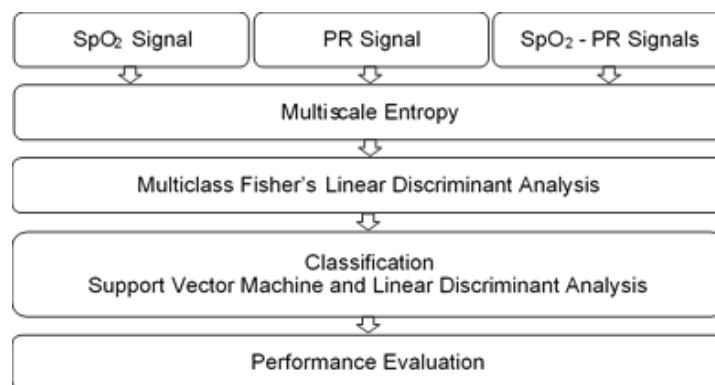 SpO₂ Signal
PR Signal
SpO₂ - PR Signals
Multiscale Entropy
Multiclass Fisher's Linear Discriminant Analysis
Classification
Support Vector Machine and Linear Discriminant Analysis
Performance Evaluation